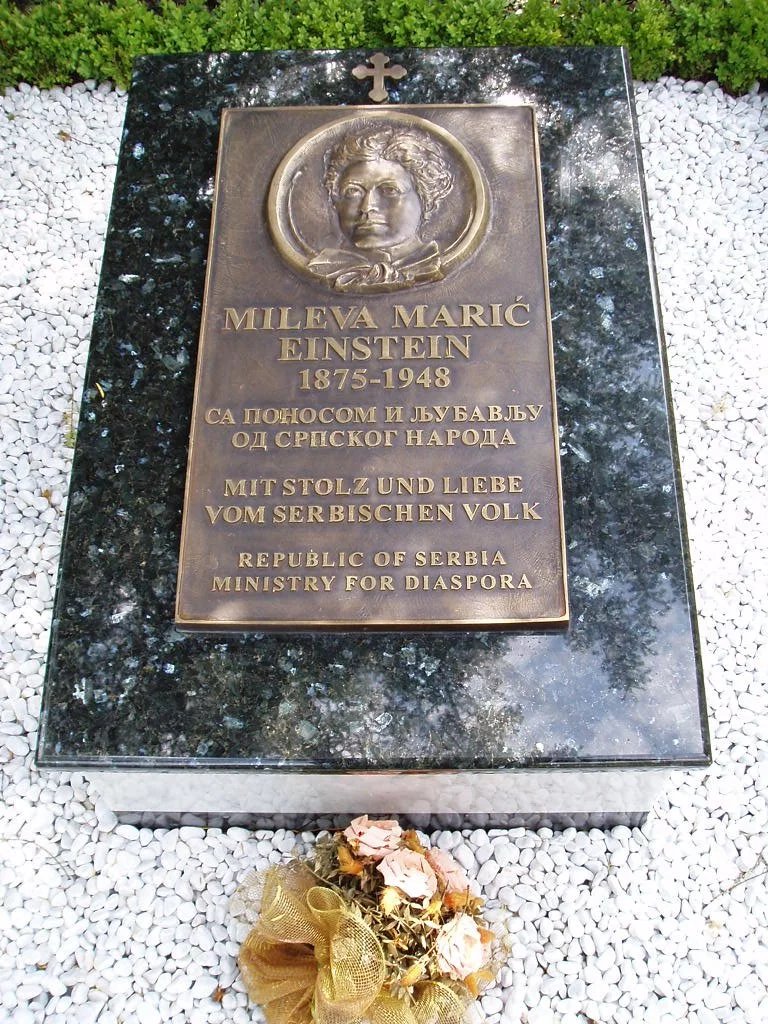 MILEVA MARIĆ
EINSTEIN
1875-1948
СА ПОНОСОМ И ЉУБАВЉУ
ОД СРПСКОГ НАРОДА
MIT STOLZ UND LIEBE
VOM SERBISCHEN VOLK
REPUBLIC OF SERBIA
MINISTRY FOR DIASPORA